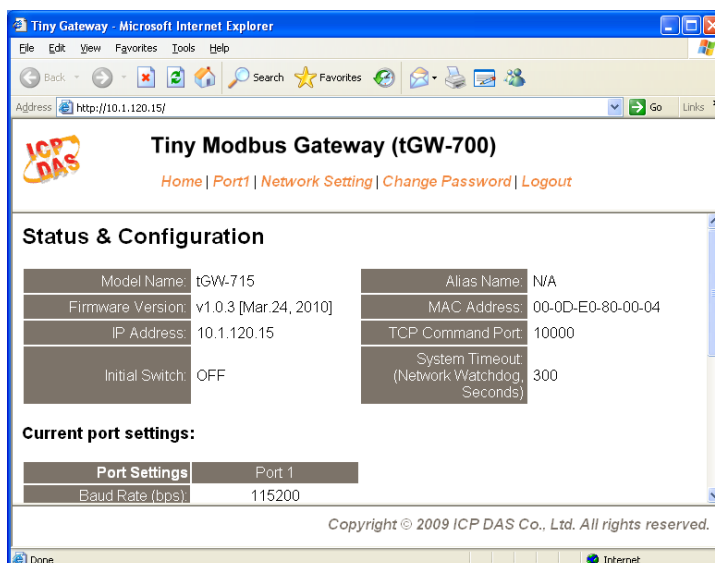 Tiny Gateway - Microsoft Internet Explorer
File Edit View Favorites Tools Help
Back Search Favorites
Address http://10.1.120.15/ Go Links
ICP DAS
Tiny Modbus Gateway (tGW-700)
Home | Port1 | Network Setting | Change Password | Logout
Status & Configuration
Model Name: tGW-715 Alias Name: N/A
Firmware Version: v1.0.3 [Mar.24, 2010] MAC Address: 00-0D-E0-80-00-04
IP Address: 10.1.120.15 TCP Command Port: 10000
Initial Switch: OFF System Timeout: (Network Watchdog, Seconds) 300
Current port settings:
Port Settings Port 1
Baud Rate (bps): 115200
Copyright © 2009 ICP DAS Co., Ltd. All rights reserved.
Done Internet